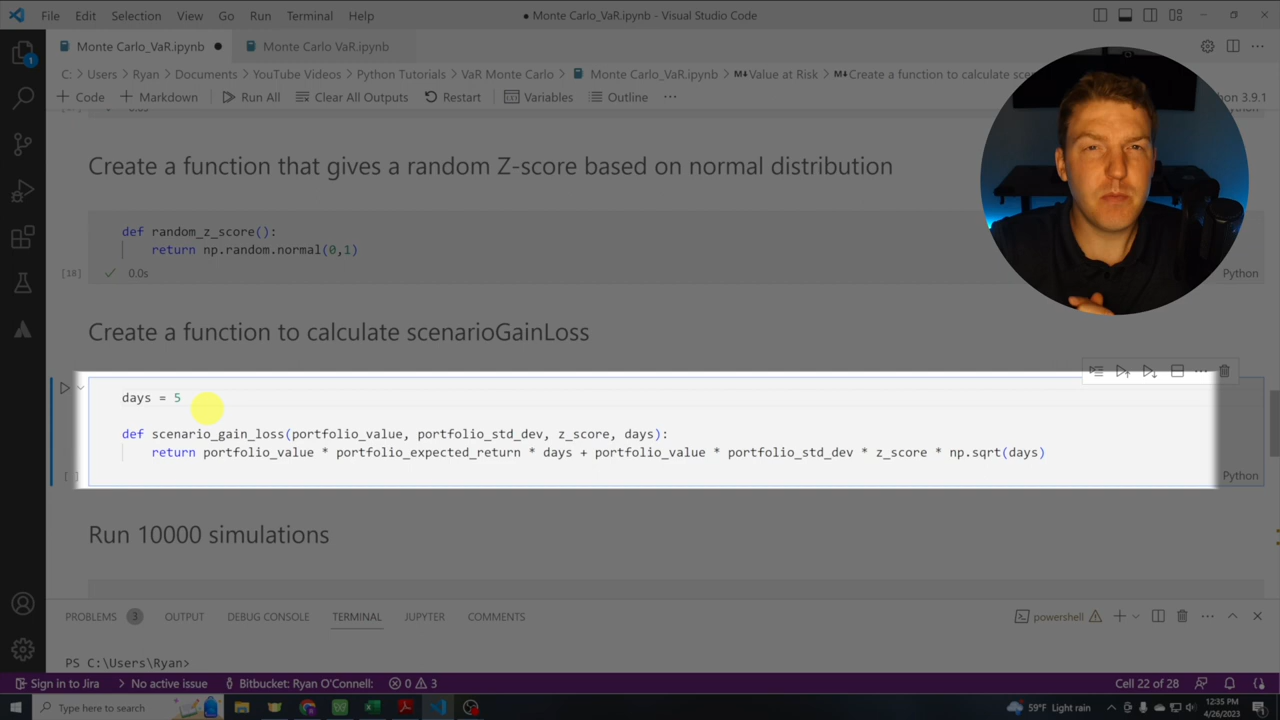 File Edit Selection View Go Run Terminal Help
● Monte Carlo_VaR.ipynb - Visual Studio Code
Monte Carlo_VaR.ipynb ●
Monte Carlo VaR.ipynb
C: > Users > Ryan > Documents > YouTube Videos > Python Tutorials > VaR Monte Carlo > Monte Carlo_VaR.ipynb > Value at Risk > Create a function to calculate
+ Code + Markdown Run All Clear All Outputs Restart Variables Outline ···
3.9.1
Python
Create a function that gives a random Z-score based on normal distribution
def random_z_score():
return np.random.normal(0,1)
[18] ✓ 0.0s
Python
Create a function to calculate scenarioGainLoss
days = 5
def scenario_gain_loss(portfolio_value, portfolio_std_dev, z_score, days):
return portfolio_value * portfolio_expected_return * days + portfolio_value * portfolio_std_dev * z_score * np.sqrt(days)
[ ]
Python
Run 10000 simulations
PROBLEMS 3 OUTPUT DEBUG CONSOLE TERMINAL JUPYTER COMMENTS
powershell
PS C:\Users\Ryan>
Sign in to Jira > No active issue Bitbucket: Ryan O'Connell: 0 3
Cell 22 of 28
Type here to search
59°F Light rain
12:35 PM
4/26/2023
1